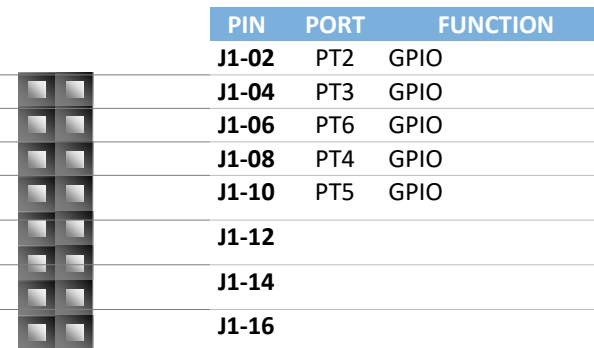 PIN PORT FUNCTION
J1-02 PT2 GPIO
J1-04 PT3 GPIO
J1-06 PT6 GPIO
J1-08 PT4 GPIO
J1-10 PT5 GPIO
J1-12
J1-14
J1-16